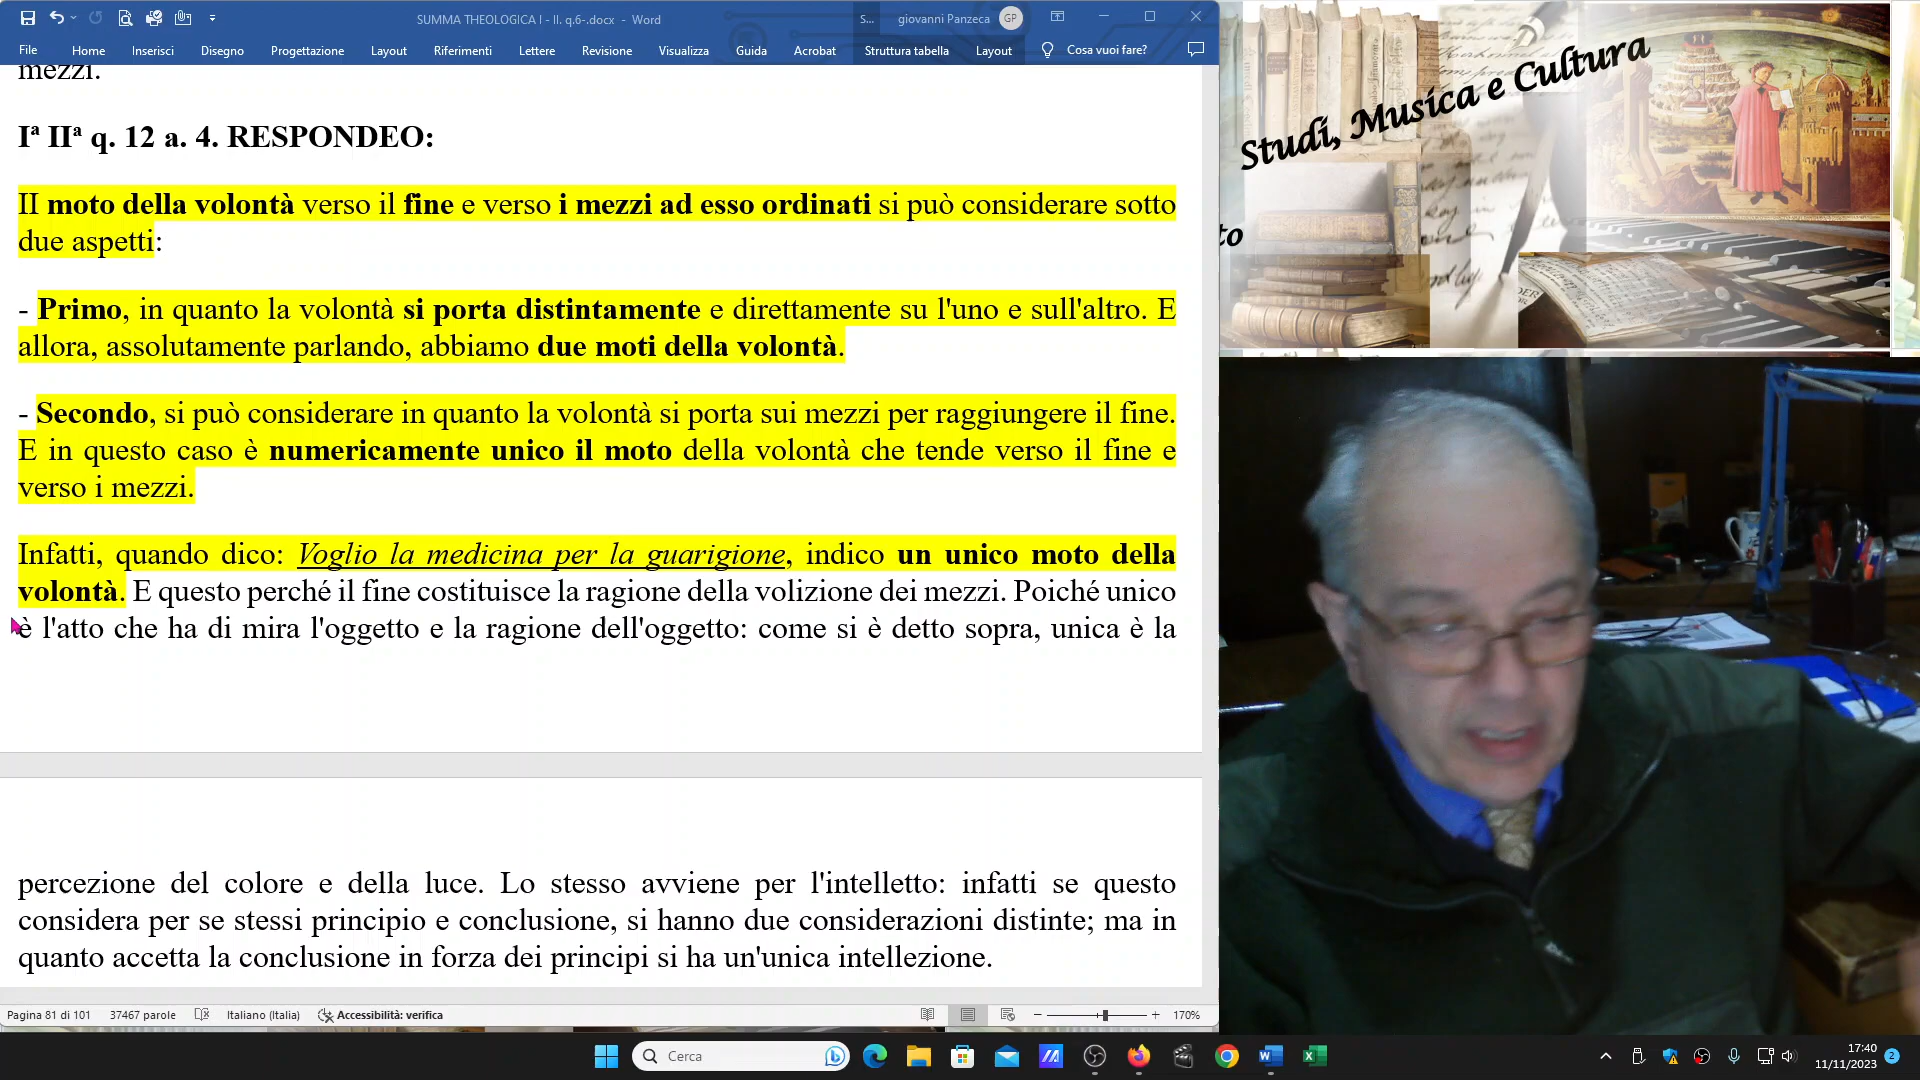 SUMMA THEOLOGICA I - II. q.6-.docx - Word
S...
giovanni Panzeca
GP
File
Home
Inserisci
Disegno
Progettazione
Layout
Riferimenti
Lettere
Revisione
Visualizza
Guida
Acrobat
Struttura tabella
Layout
Cosa vuoi fare?
mezzi.
Iª IIª q. 12 a. 4. RESPONDEO:
II moto della volontà verso il fine e verso i mezzi ad esso ordinati si può considerare sotto
due aspetti:
- Primo, in quanto la volontà si porta distintamente e direttamente su l'uno e sull'altro. E
allora, assolutamente parlando, abbiamo due moti della volontà.
- Secondo, si può considerare in quanto la volontà si porta sui mezzi per raggiungere il fine.
E in questo caso è numericamente unico il moto della volontà che tende verso il fine e
verso i mezzi.
Infatti, quando dico: Voglio la medicina per la guarigione, indico un unico moto della
volontà. E questo perché il fine costituisce la ragione della volizione dei mezzi. Poiché unico
è l'atto che ha di mira l'oggetto e la ragione dell'oggetto: come si è detto sopra, unica è la
percezione del colore e della luce. Lo stesso avviene per l'intelletto: infatti se questo
considera per se stessi principio e conclusione, si hanno due considerazioni distinte; ma in
quanto accetta la conclusione in forza dei principi si ha un'unica intellezione.
Pagina 81 di 101
37467 parole
Italiano (Italia)
Accessibilità: verifica
170%
Studi, Musica e Cultura
to
Cerca
17:40
11/11/2023
2